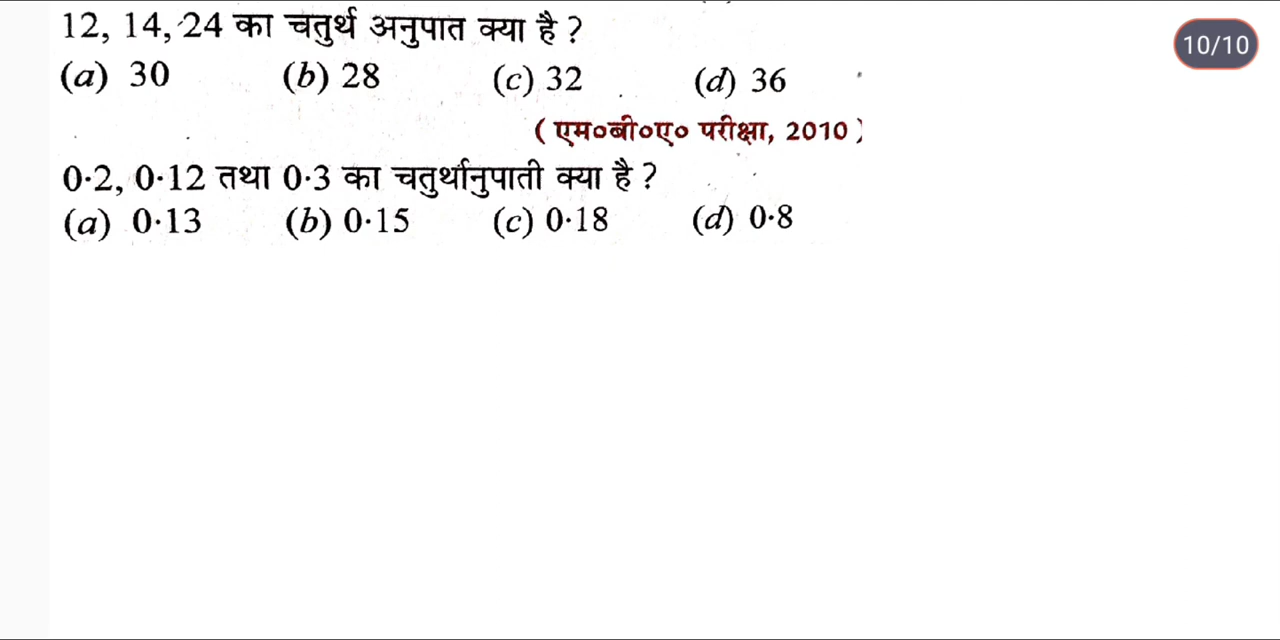 12, 14, 24 का चतुर्थ अनुपात क्या है ?
10/10
(a) 30 (b) 28 (c) 32 (d) 36
( एम०बी०ए० परीक्षा, 2010 )
0·2, 0·12 तथा 0·3 का चतुर्थानुपाती क्या है ?
(a) 0·13 (b) 0·15 (c) 0·18 (d) 0·8